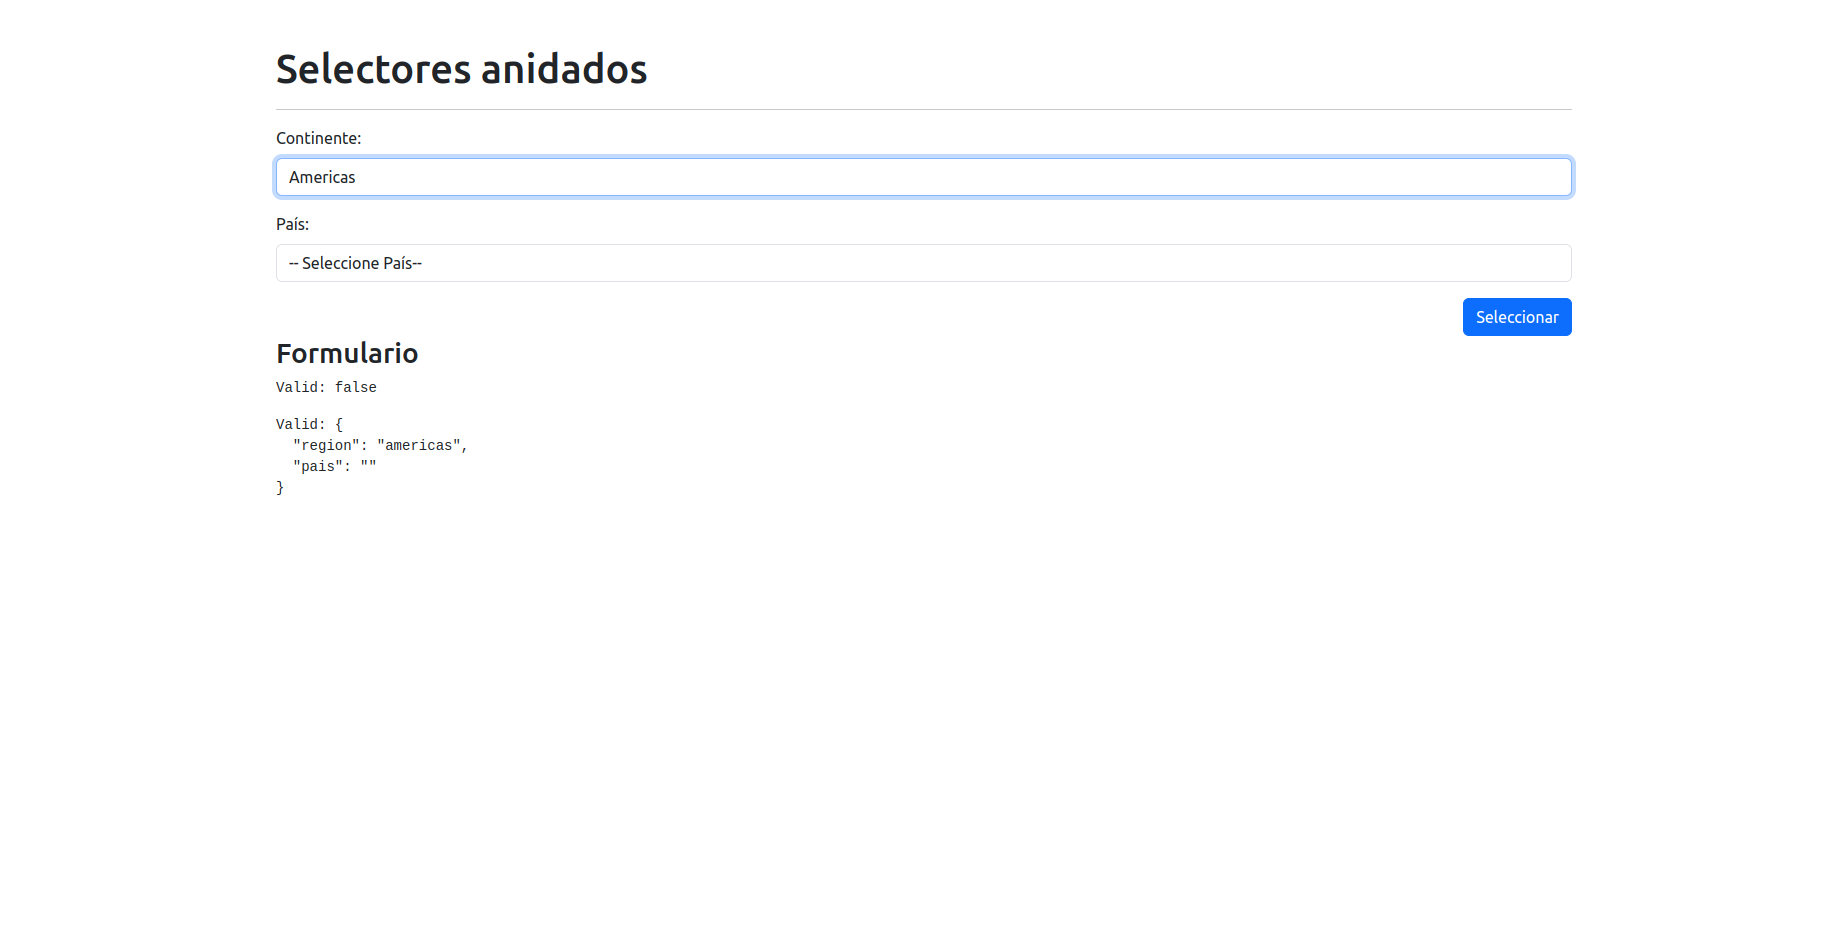 Selectores anidados
Continente:
Americas
País:
-- Seleccione País--
Seleccionar
Formulario
Valid: false
Valid: {
  "region": "americas",
  "pais": ""
}